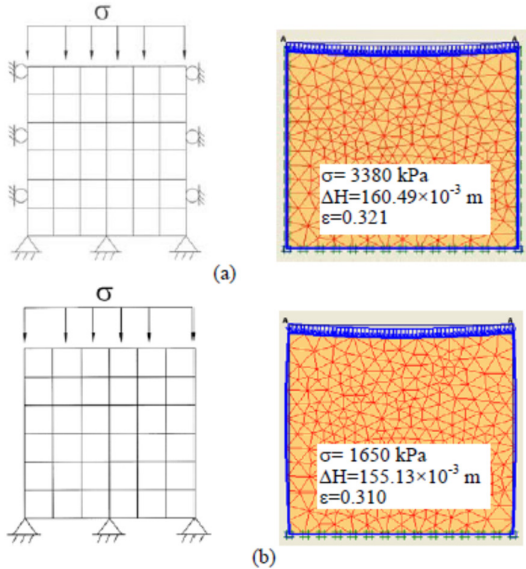 σ
A
A
σ= 3380 kPa
ΔH=160.49×10⁻³ m
ε=0.321
(a)
σ
A
A
σ= 1650 kPa
ΔH=155.13×10⁻³ m
ε=0.310
(b)